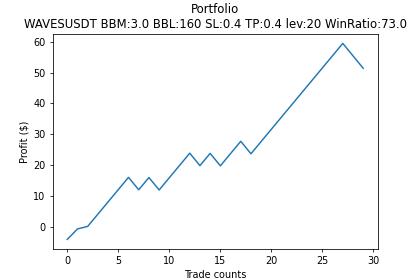 Portfolio
WAVESUSDT BBM:3.0 BBL:160 SL:0.4 TP:0.4 lev:20 WinRatio:73.0
60
50
40
30
20
10
0
Profit ($)
0 5 10 15 20 25 30
Trade counts